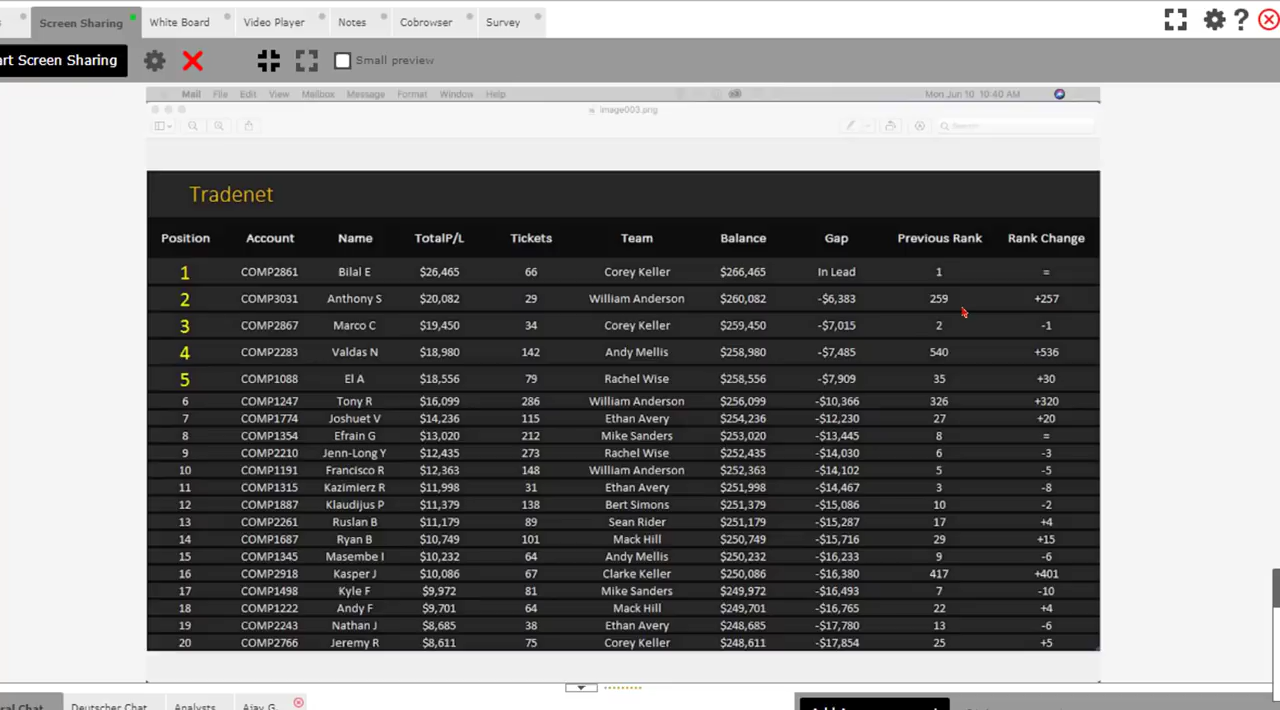 Screen Sharing White Board Video Player Notes Cobrowser Survey ?
Screen Sharing Small preview
Mail File Edit View Mailbox Message Format Window Help Mon Jun 10 10:40 AM
image003.png
Search
Tradenet
Position Account Name TotalP/L Tickets Team Balance Gap Previous Rank Rank Change
1 COMP2861 Bilal E $26,465 66 Corey Keller $266,465 In Lead 1 =
2 COMP3031 Anthony S $20,082 29 William Anderson $260,082 -$6,383 259 +257
3 COMP2867 Marco C $19,450 34 Corey Keller $259,450 -$7,015 2 -1
4 COMP2283 Valdas N $18,980 142 Andy Mellis $258,980 -$7,485 540 +536
5 COMP1088 El A $18,556 79 Rachel Wise $258,556 -$7,909 35 +30
6 COMP1247 Tony R $16,099 286 William Anderson $256,099 -$10,366 326 +320
7 COMP1774 Joshuet V $14,236 115 Ethan Avery $254,236 -$12,230 27 +20
8 COMP1354 Efrain G $13,020 212 Mike Sanders $253,020 -$13,445 8 =
9 COMP2210 Jenn-Long Y $12,435 273 Rachel Wise $252,435 -$14,030 6 -3
10 COMP1191 Francisco R $12,363 148 William Anderson $252,363 -$14,102 5 -5
11 COMP1315 Kazimierz R $11,998 31 Ethan Avery $251,998 -$14,467 3 -8
12 COMP1887 Klaudijus P $11,379 138 Bert Simons $251,379 -$15,086 10 -2
13 COMP2261 Ruslan B $11,179 89 Sean Rider $251,179 -$15,287 17 +4
14 COMP1687 Ryan B $10,749 101 Mack Hill $250,749 -$15,716 29 +15
15 COMP1345 Masembe I $10,232 64 Andy Mellis $250,232 -$16,233 9 -6
16 COMP2918 Kasper J $10,086 67 Clarke Keller $250,086 -$16,380 417 +401
17 COMP1498 Kyle F $9,972 81 Mike Sanders $249,972 -$16,493 7 -10
18 COMP1222 Andy F $9,701 64 Mack Hill $249,701 -$16,765 22 +4
19 COMP2243 Nathan J $8,685 38 Ethan Avery $248,685 -$17,780 13 -6
20 COMP2766 Jeremy R $8,611 75 Corey Keller $248,611 -$17,854 25 +5
Chat Deutscher Chat Analysts Ajay G.